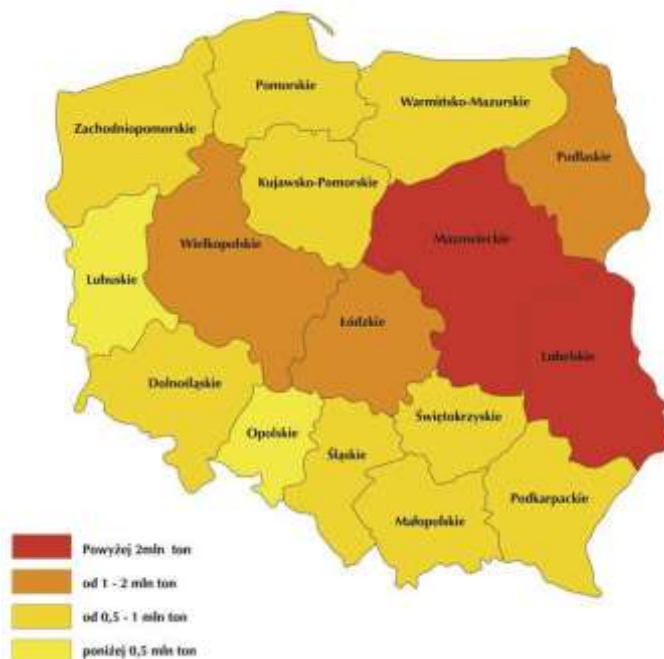 Pomorskie
Warmińsko-Mazurskie
Zachodniopomorskie
Podlaskie
Kujawsko-Pomorskie
Mazowieckie
Wielkopolskie
Lubuskie
Łódzkie
Lubelskie
Dolnośląskie
Świętokrzyskie
Opolskie
Śląskie
Podkarpackie
Małopolskie
Powyżej 2mln ton
od 1 - 2 mln ton
od 0,5 - 1 mln ton
poniżej 0,5 mln ton